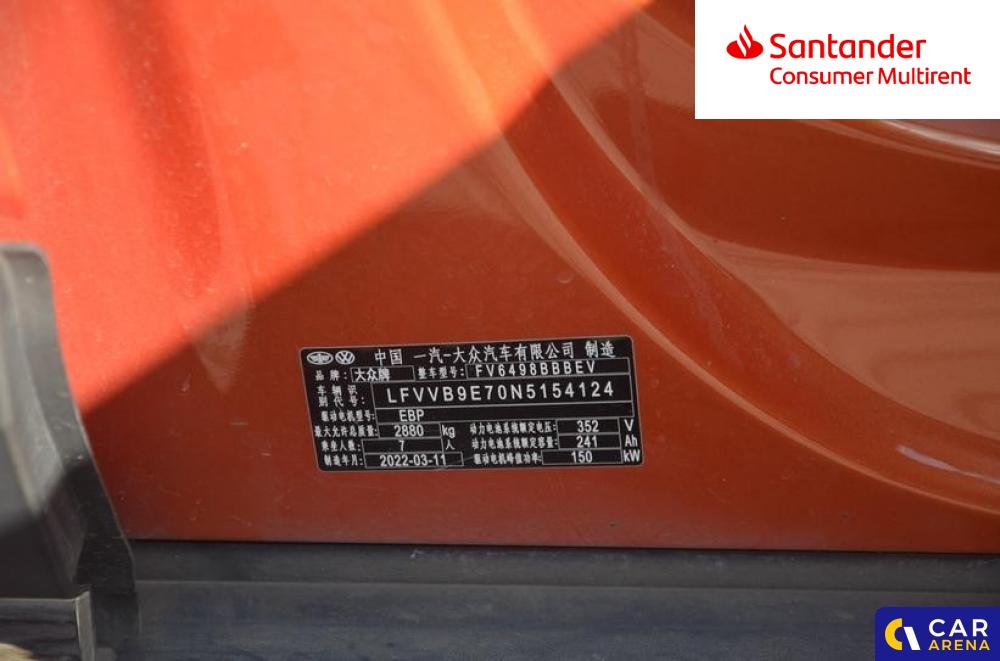 Santander
Consumer Multirent
中国 一汽-大众汽车有限公司 制造
品牌: 大众牌 整车型号: FV6498BBBEV
车辆识别代号: LFVVB9E70N5154124
驱动电机型号: EBP
最大允许总质量: 2880 kg 动力电池系统额定电压: 352 V
乘坐人数: 7 人 动力电池系统额定容量: 241 Ah
制造年月: 2022-03-11 驱动电机峰值功率: 150 kW
CAR
ARENA